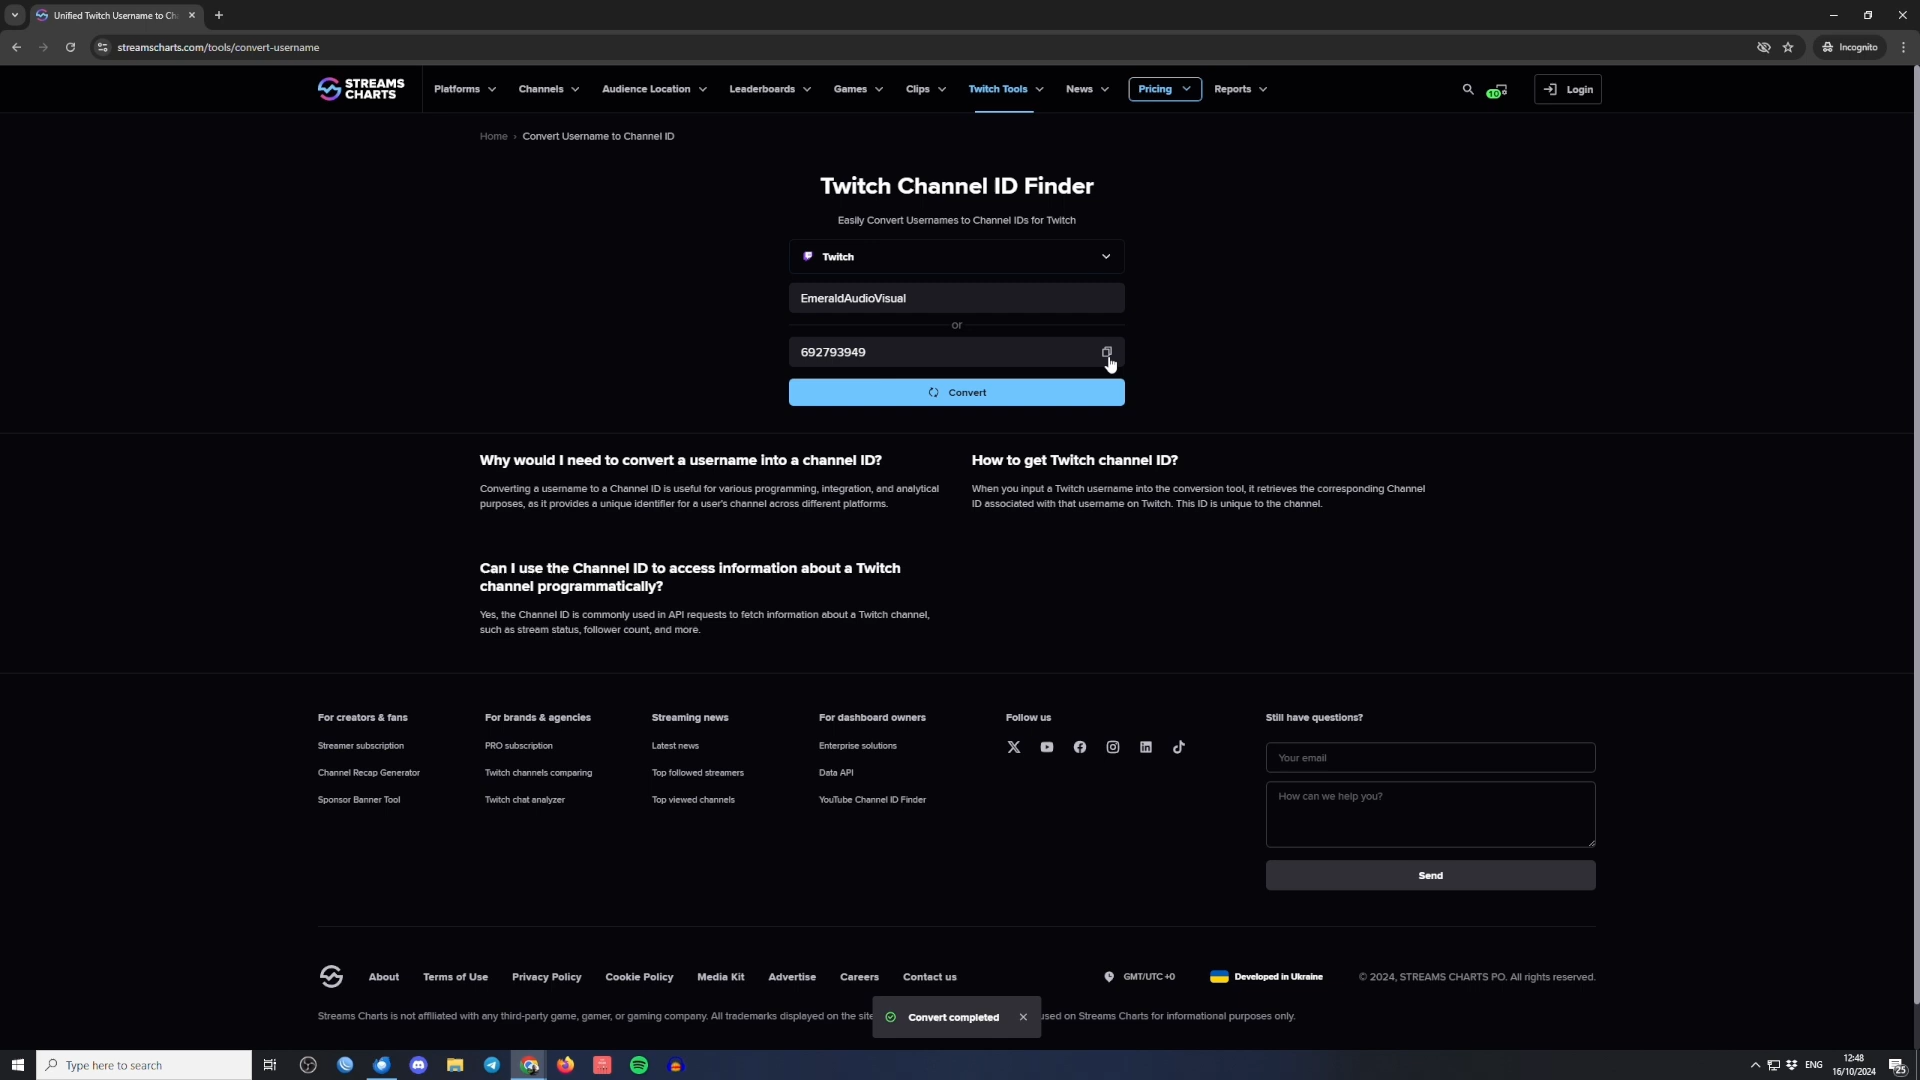 Unified Twitch Username to Ch
streamscharts.com/tools/convert-username
Incognito
STREAMS
CHARTS
Platforms
Channels
Audience Location
Leaderboards
Games
Clips
Twitch Tools
News
Pricing
Reports
10
Login
Home › Convert Username to Channel ID
Twitch Channel ID Finder
Easily Convert Usernames to Channel IDs for Twitch
Twitch
EmeraldAudioVisual
or
692793949
Convert
Why would I need to convert a username into a channel ID?
Converting a username to a Channel ID is useful for various programming, integration, and analytical
purposes, as it provides a unique identifier for a user's channel across different platforms.
How to get Twitch channel ID?
When you input a Twitch username into the conversion tool, it retrieves the corresponding Channel
ID associated with that username on Twitch. This ID is unique to the channel.
Can I use the Channel ID to access information about a Twitch
channel programmatically?
Yes, the Channel ID is commonly used in API requests to fetch information about a Twitch channel,
such as stream status, follower count, and more.
For creators & fans
Streamer subscription
Channel Recap Generator
Sponsor Banner Tool
For brands & agencies
PRO subscription
Twitch channels comparing
Twitch chat analyzer
Streaming news
Latest news
Top followed streamers
Top viewed channels
For dashboard owners
Enterprise solutions
Data API
YouTube Channel ID Finder
Follow us
Still have questions?
Your email
How can we help you?
Send
About
Terms of Use
Privacy Policy
Cookie Policy
Media Kit
Advertise
Careers
Contact us
GMT/UTC +0
Developed in Ukraine
© 2024, STREAMS CHARTS PO. All rights reserved.
Streams Charts is not affiliated with any third-party game, gamer, or gaming company. All trademarks displayed on the site
used on Streams Charts for informational purposes only.
Convert completed
Type here to search
ENG
12:48
16/10/2024
25